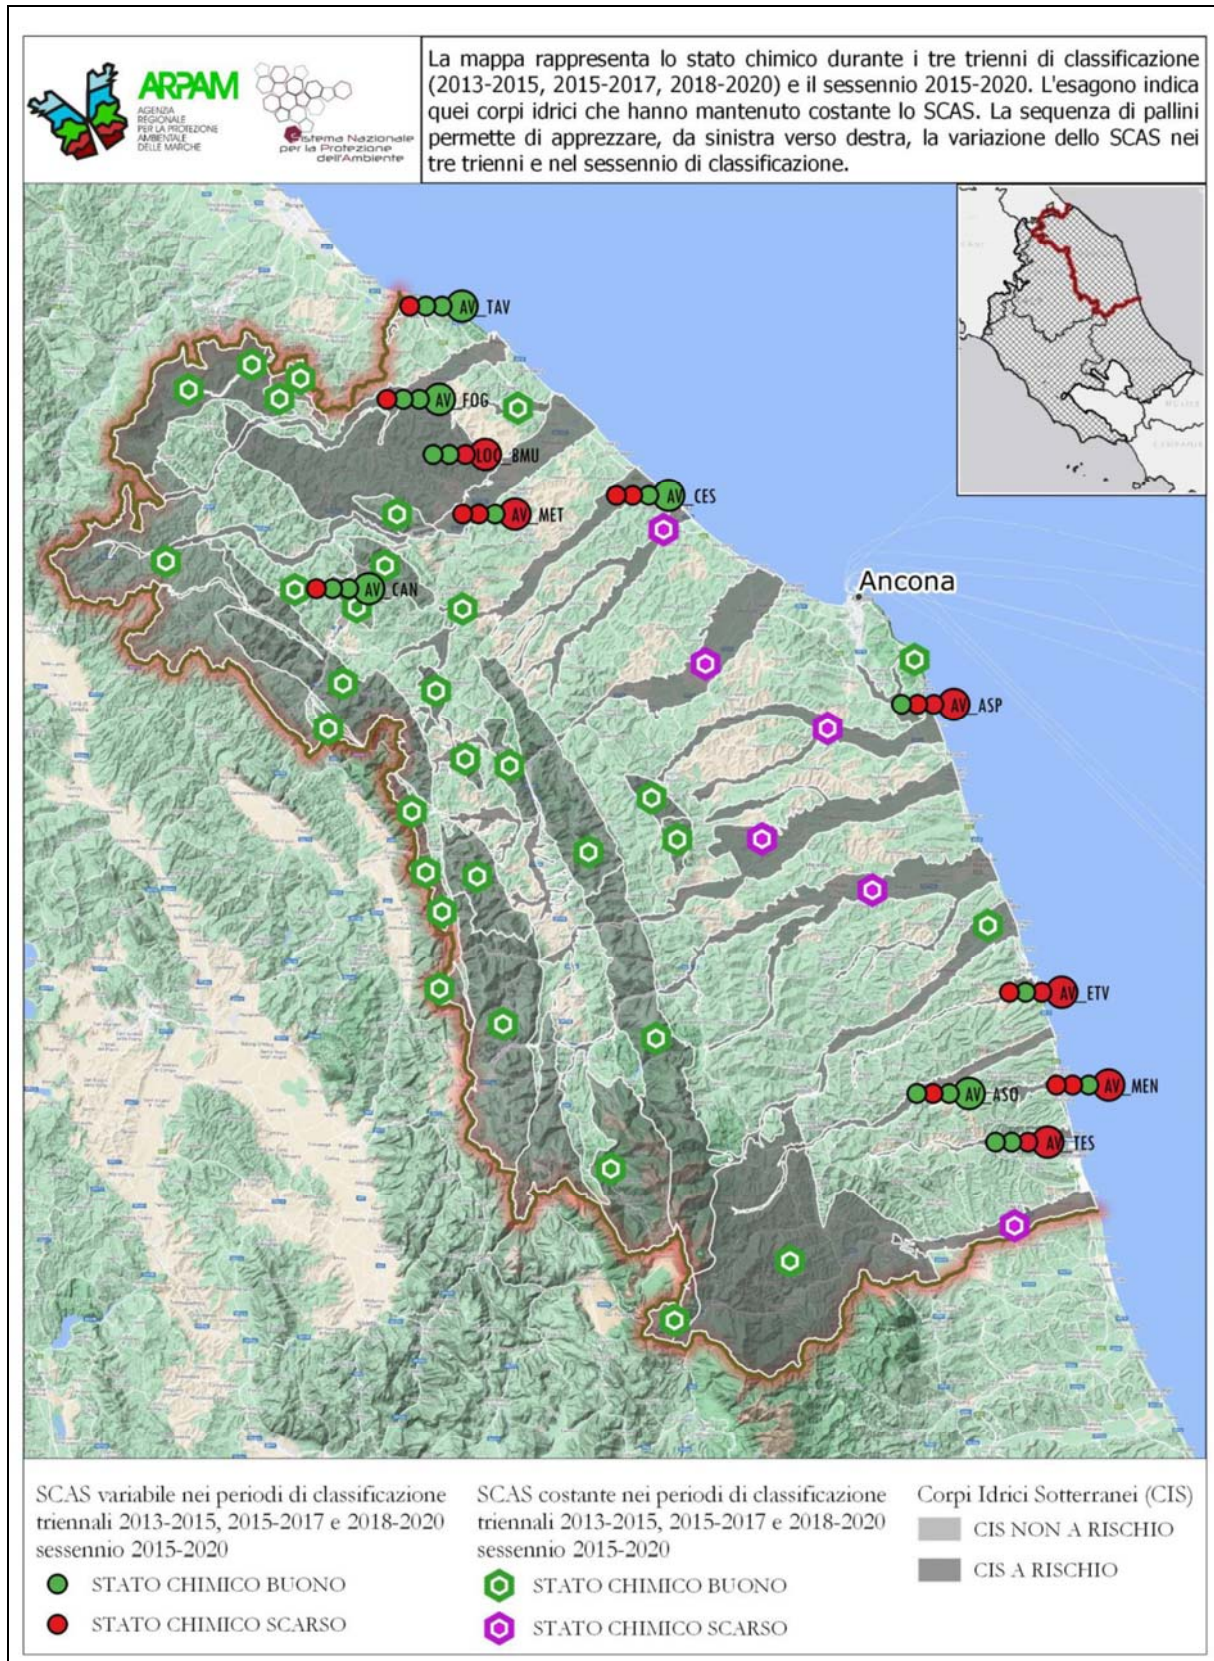 ARPAM
AGENZIA
REGIONALE
PER LA PROTEZIONE
AMBIENTALE
DELLE MARCHE
Sistema Nazionale
per la Protezione
dell'Ambiente
La mappa rappresenta lo stato chimico durante i tre trienni di classificazione
(2013-2015, 2015-2017, 2018-2020) e il sessennio 2015-2020. L'esagono indica
quei corpi idrici che hanno mantenuto costante lo SCAS. La sequenza di pallini
permette di apprezzare, da sinistra verso destra, la variazione dello SCAS nei
tre trienni e nel sessennio di classificazione.
AV_TAV
AV_FOG
LOC_BMU
AV_CES
AV_MET
AV_CAN
Ancona
AV_ASP
AV_ETV
AV_MEN
AV_ASO
AV_TES
SCAS variabile nei periodi di classificazione
triennali 2013-2015, 2015-2017 e 2018-2020
sessennio 2015-2020
STATO CHIMICO BUONO
STATO CHIMICO SCARSO
SCAS costante nei periodi di classificazione
triennali 2013-2015, 2015-2017 e 2018-2020
sessennio 2015-2020
STATO CHIMICO BUONO
STATO CHIMICO SCARSO
Corpi Idrici Sotterranei (CIS)
CIS NON A RISCHIO
CIS A RISCHIO